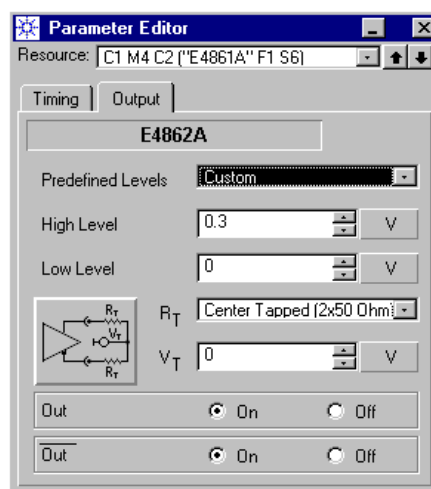 Parameter Editor
Resource: C1 M4 C2 ("E4861A" F1 S6)
Timing Output
E4862A
Predefined Levels Custom
High Level 0.3 V
Low Level 0 V
RT
VT
RT
RT Center Tapped (2x50 Ohm)
VT 0 V
Out On Off
Out On Off